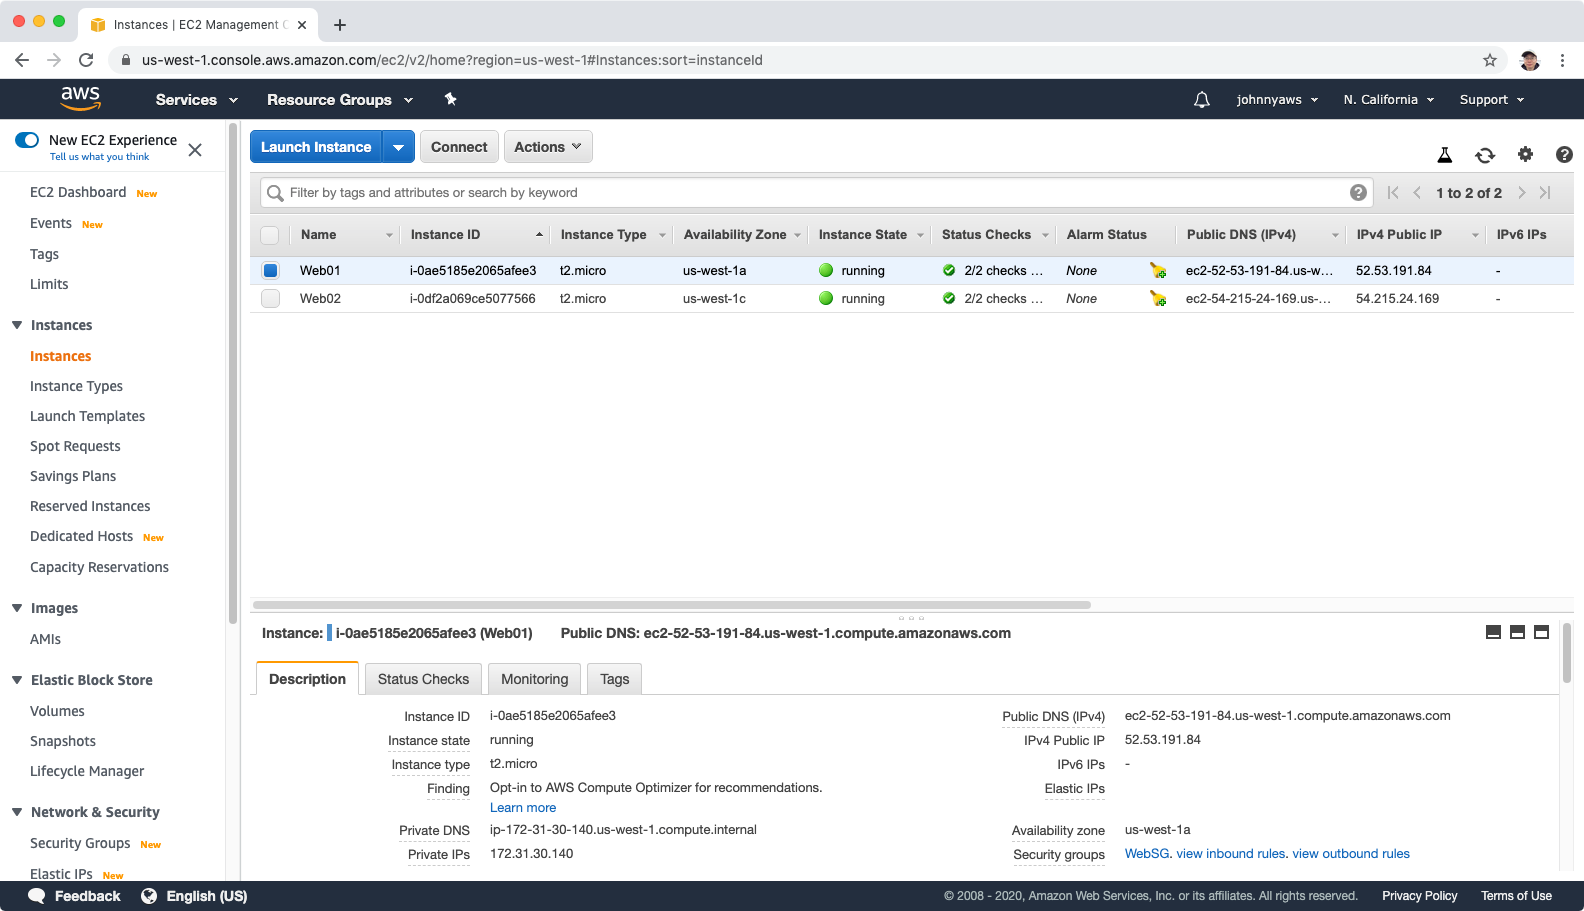 Instances | EC2 Management C
us-west-1.console.aws.amazon.com/ec2/v2/home?region=us-west-1#Instances:sort=instanceId
aws Services Resource Groups johnnyaws N. California Support
New EC2 Experience
Tell us what you think
EC2 Dashboard New
Events New
Tags
Limits
Instances
Instances
Instance Types
Launch Templates
Spot Requests
Savings Plans
Reserved Instances
Dedicated Hosts New
Capacity Reservations
Images
AMIs
Elastic Block Store
Volumes
Snapshots
Lifecycle Manager
Network & Security
Security Groups New
Elastic IPs New
Launch Instance Connect Actions
Filter by tags and attributes or search by keyword 1 to 2 of 2
Name Instance ID Instance Type Availability Zone Instance State Status Checks Alarm Status Public DNS (IPv4) IPv4 Public IP IPv6 IPs
Web01 i-0ae5185e2065afee3 t2.micro us-west-1a running 2/2 checks ... None ec2-52-53-191-84.us-w... 52.53.191.84 -
Web02 i-0df2a069ce5077566 t2.micro us-west-1c running 2/2 checks ... None ec2-54-215-24-169.us-... 54.215.24.169 -
Instance: i-0ae5185e2065afee3 (Web01) Public DNS: ec2-52-53-191-84.us-west-1.compute.amazonaws.com
Description Status Checks Monitoring Tags
Instance ID i-0ae5185e2065afee3 Public DNS (IPv4) ec2-52-53-191-84.us-west-1.compute.amazonaws.com
Instance state running IPv4 Public IP 52.53.191.84
Instance type t2.micro IPv6 IPs -
Finding Opt-in to AWS Compute Optimizer for recommendations. Elastic IPs
Learn more
Private DNS ip-172-31-30-140.us-west-1.compute.internal Availability zone us-west-1a
Private IPs 172.31.30.140 Security groups WebSG. view inbound rules. view outbound rules
Feedback English (US) © 2008 - 2020, Amazon Web Services, Inc. or its affiliates. All rights reserved. Privacy Policy Terms of Use